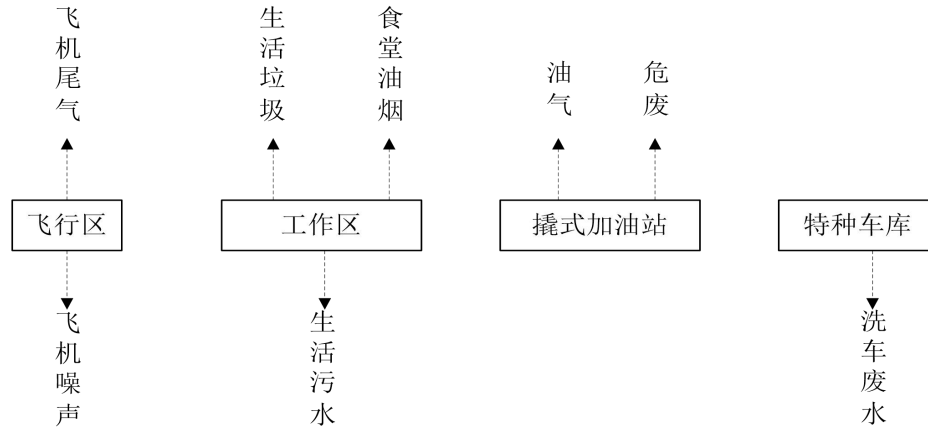 飞机尾气
生活垃圾
食堂油烟
油气
危废
飞行区
工作区
撬式加油站
特种车库
飞机噪声
生活污水
洗车废水